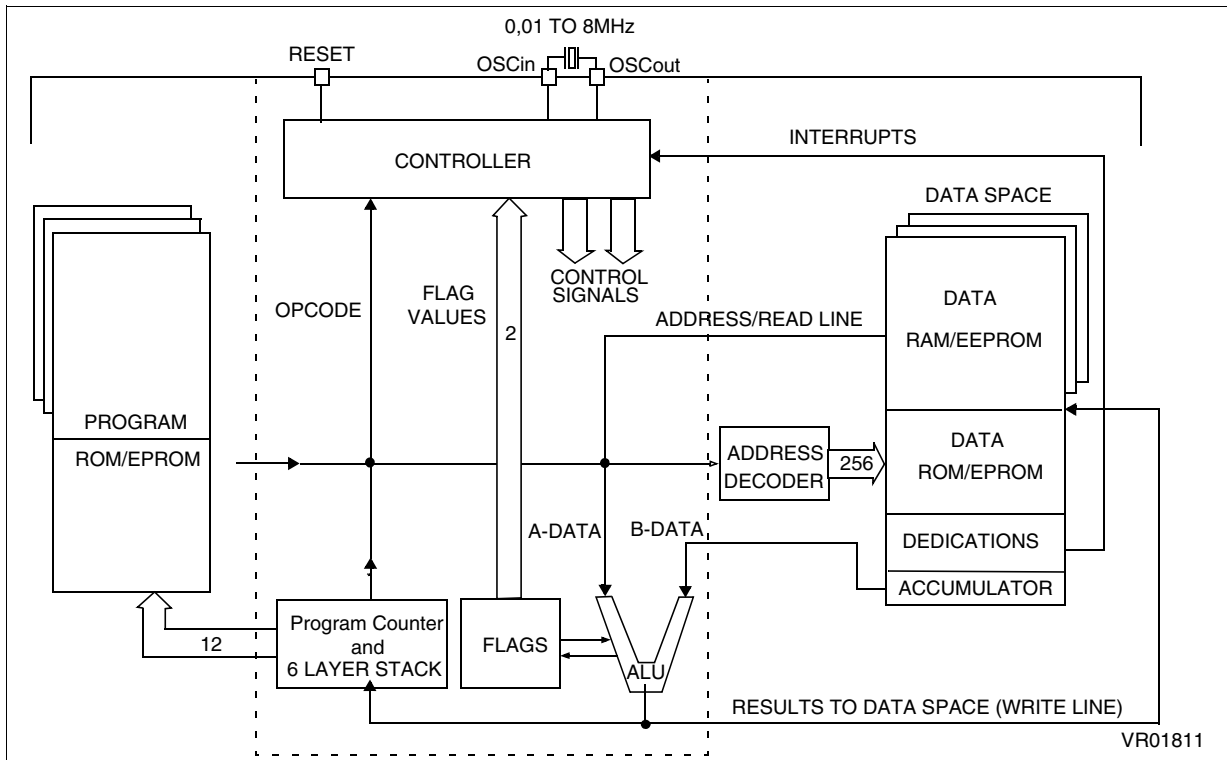 0,01 TO 8MHz
RESET
OSCin
OSCout
INTERRUPTS
CONTROLLER
DATA SPACE
OPCODE
FLAG
VALUES
2
CONTROL
SIGNALS
DATA
RAM/EEPROM
ADDRESS/READ LINE
PROGRAM
ROM/EPROM
ADDRESS
DECODER
256
DATA
ROM/EPROM
A-DATA
B-DATA
DEDICATIONS
ACCUMULATOR
12
Program Counter
and
6 LAYER STACK
FLAGS
ALU
RESULTS TO DATA SPACE (WRITE LINE)
VR01811